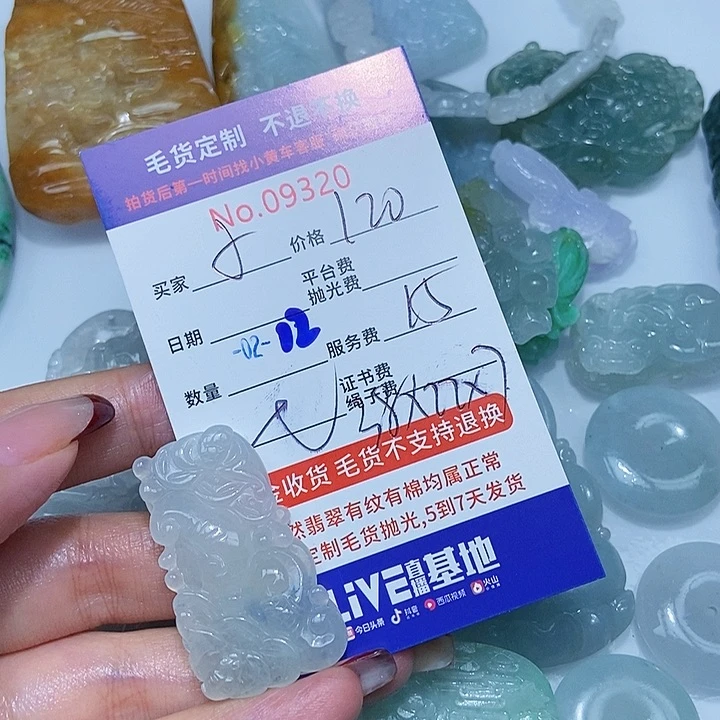 毛货定制 不退不换
拍货后第一时间找小黄车客服
No.09320
买家 价格 120
平台费
抛光费
日期 -02-12 服务费 15
数量 证书费
绳子费
金收货 毛货不支持退换
然翡翠有纹有棉均属正常
定制毛货抛光,5到7天发货
LiVE直播基地
今日头条 抖音 西瓜视频 火山